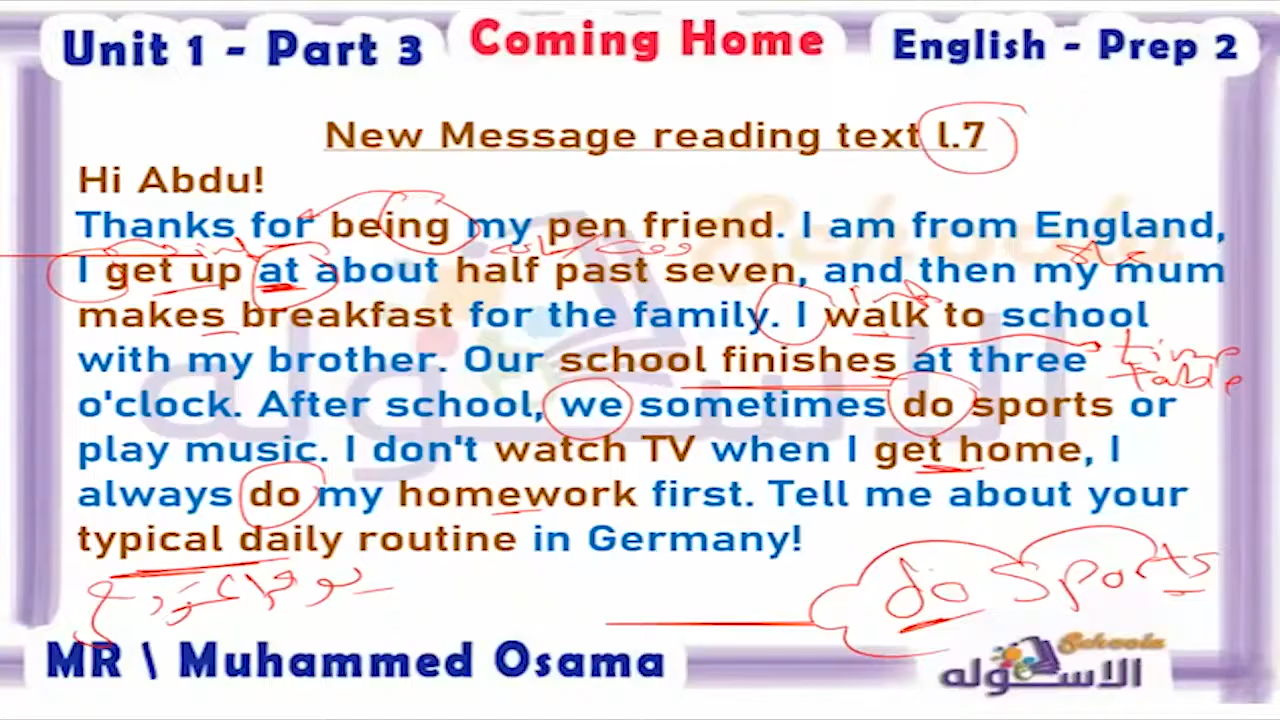 Unit 1 - Part 3
Coming Home
English - Prep 2
New Message reading text l.7
Hi Abdu!
Thanks for being my pen friend. I am from England,
I get up at about half past seven, and then my mum
makes breakfast for the family. I walk to school
with my brother. Our school finishes at three
o'clock. After school, we sometimes do sports or
play music. I don't watch TV when I get home, I
always do my homework first. Tell me about your
typical daily routine in Germany!
time
table
do Sports
MR \ Muhammed Osama
Schoolz
الاسكوله